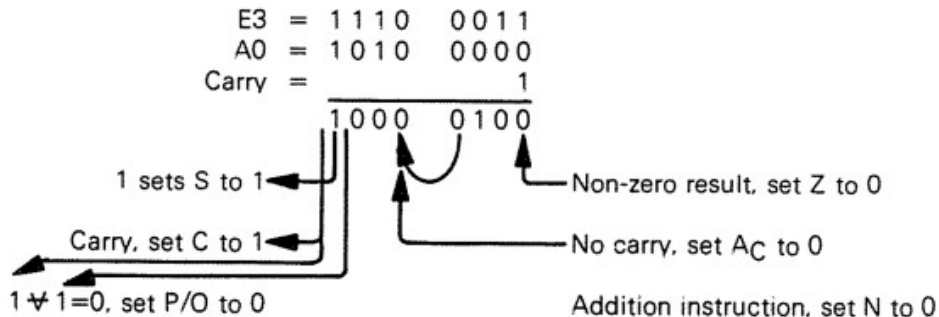 E3 = 1110 0011
A0 = 1010 0000
Carry = 1
1000 0100
1 sets S to 1
Non-zero result, set Z to 0
Carry, set C to 1
No carry, set AC to 0
1 ⊻ 1=0, set P/O to 0
Addition instruction, set N to 0